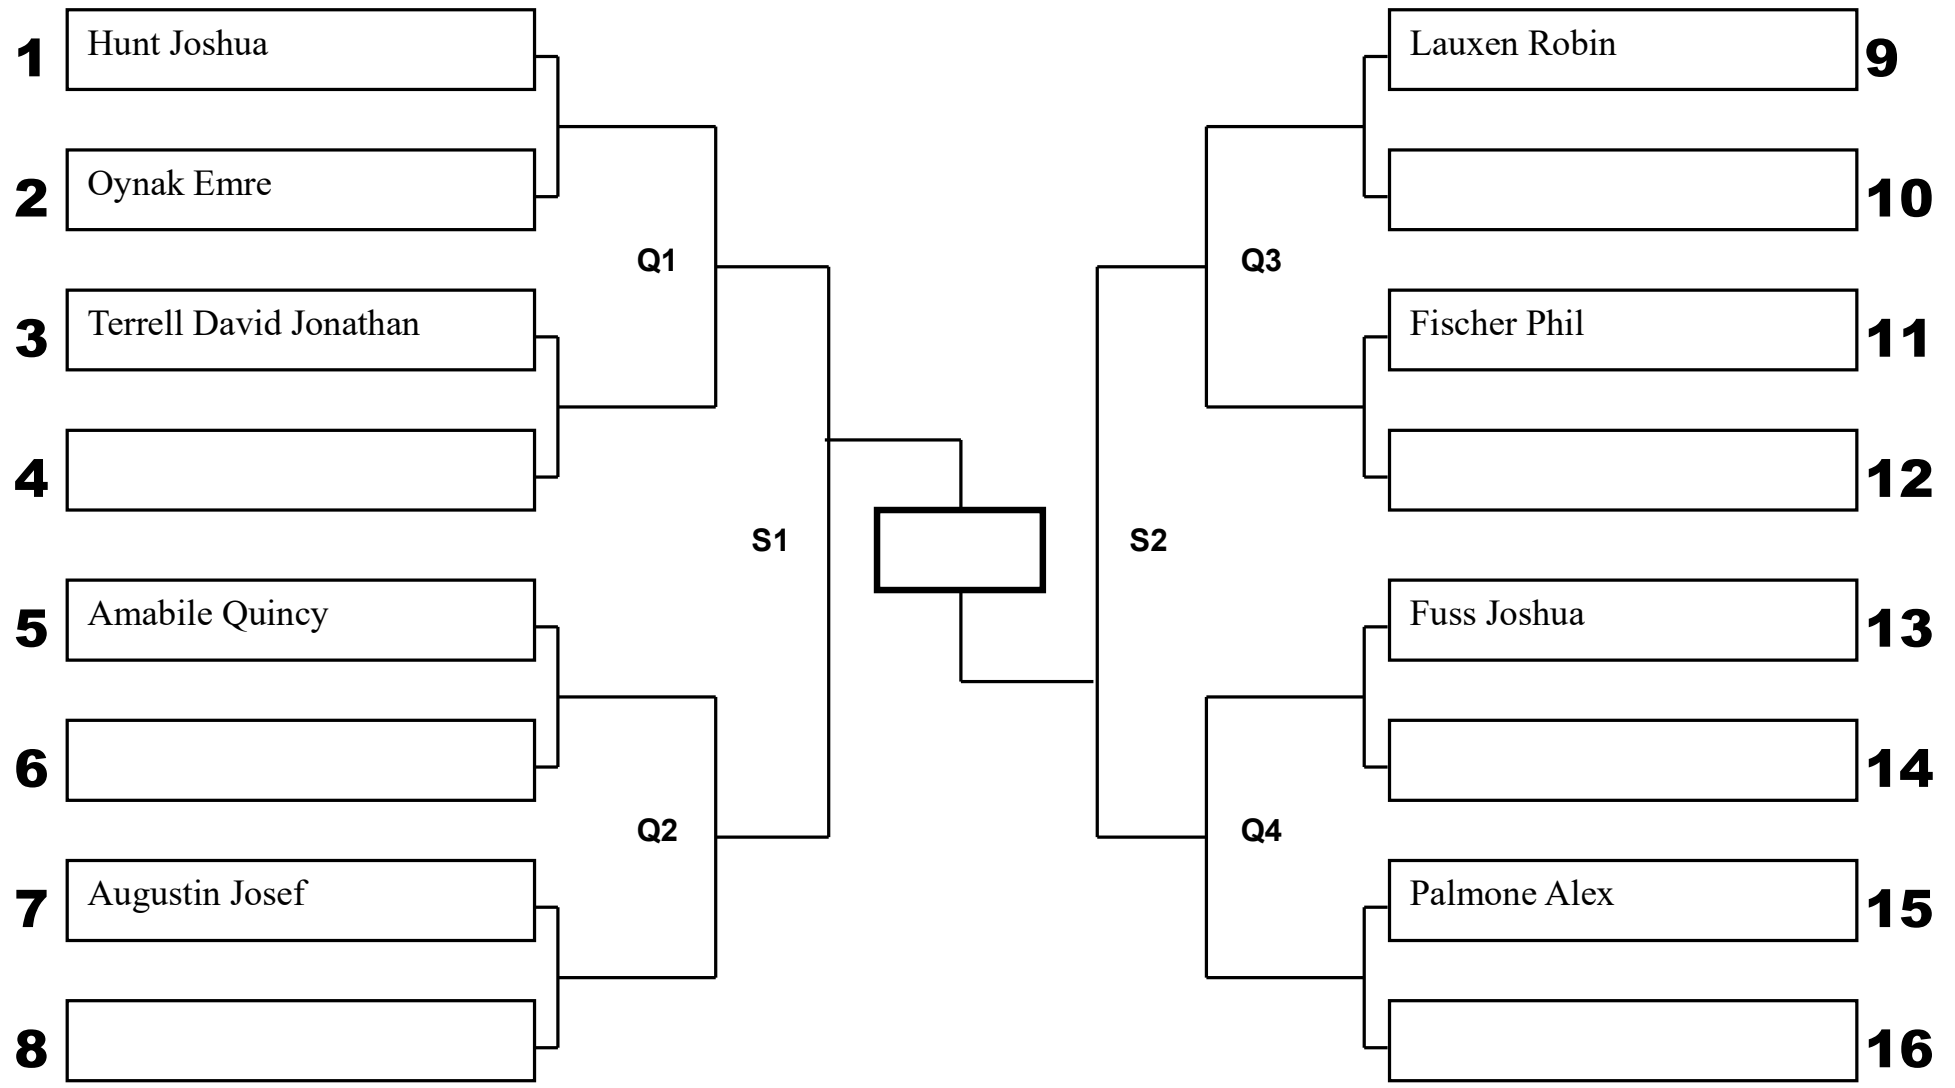 1 Hunt Joshua
2 Oynak Emre
Q1
3 Terrell David Jonathan
4
S1
5 Amabile Quincy
6
Q2
7 Augustin Josef
8
Lauxen Robin 9
10
Q3
Fischer Phil 11
12
S2
Fuss Joshua 13
14
Q4
Palmone Alex 15
16